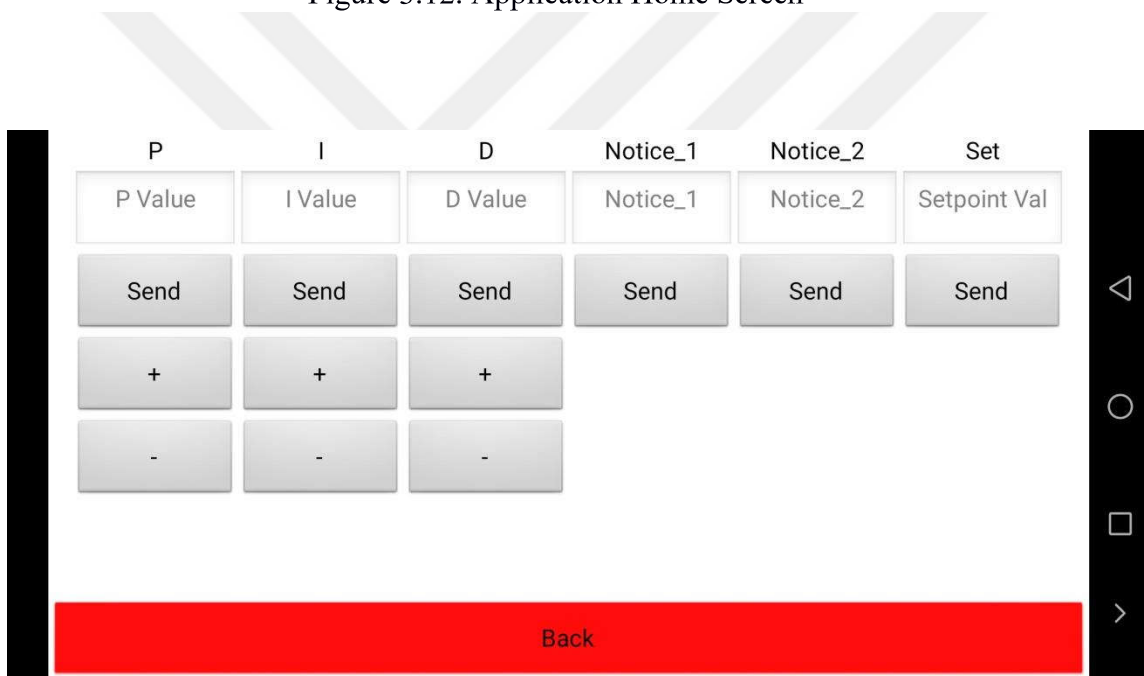 Figure 3.12. Application Home Screen
P I D Notice_1 Notice_2 Set
P Value I Value D Value Notice_1 Notice_2 Setpoint Val
Send Send Send Send Send Send
+ + +
- - -
Back